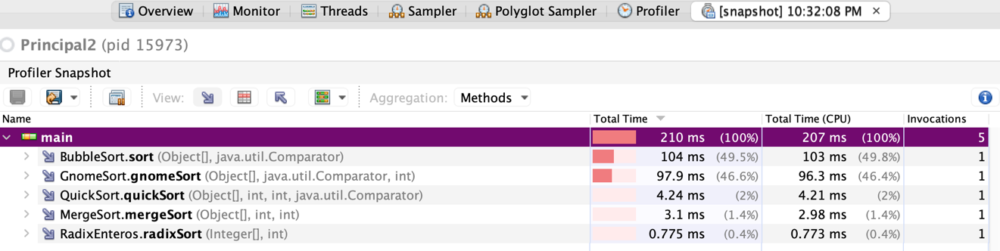 Overview Monitor Threads Sampler Polyglot Sampler Profiler [snapshot] 10:32:08 PM ×
Principal2 (pid 15973)
Profiler Snapshot
View: Aggregation: Methods
Name Total Time Total Time (CPU) Invocations
main 210 ms (100%) 207 ms (100%) 5
BubbleSort.sort (Object[], java.util.Comparator) 104 ms (49.5%) 103 ms (49.8%) 1
GnomeSort.gnomeSort (Object[], java.util.Comparator, int) 97.9 ms (46.6%) 96.3 ms (46.4%) 1
QuickSort.quickSort (Object[], int, int, java.util.Comparator) 4.24 ms (2%) 4.21 ms (2%) 1
MergeSort.mergeSort (Object[], int, int) 3.1 ms (1.4%) 2.98 ms (1.4%) 1
RadixEnteros.radixSort (Integer[], int) 0.775 ms (0.4%) 0.773 ms (0.4%) 1